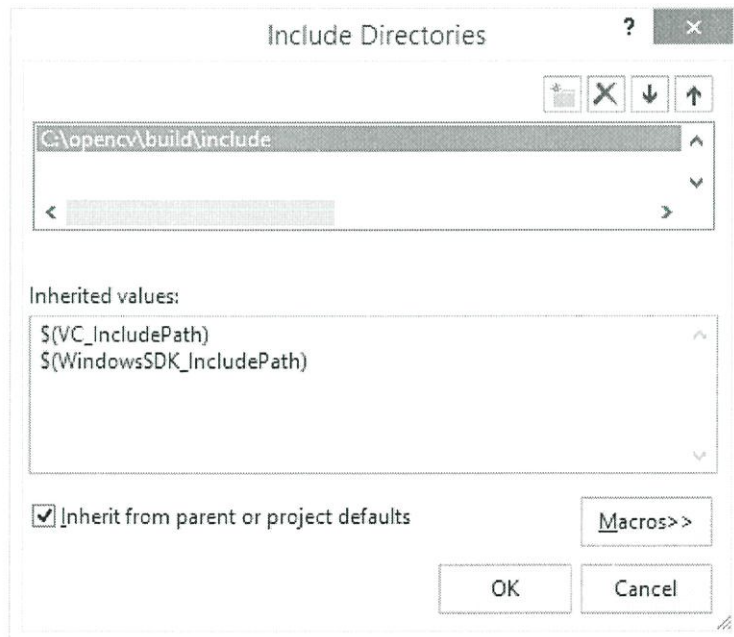 Include Directories
? ×
C:\opencv\build\include
Inherited values:
$(VC_IncludePath)
$(WindowsSDK_IncludePath)
Inherit from parent or project defaults
Macros>>
OK Cancel